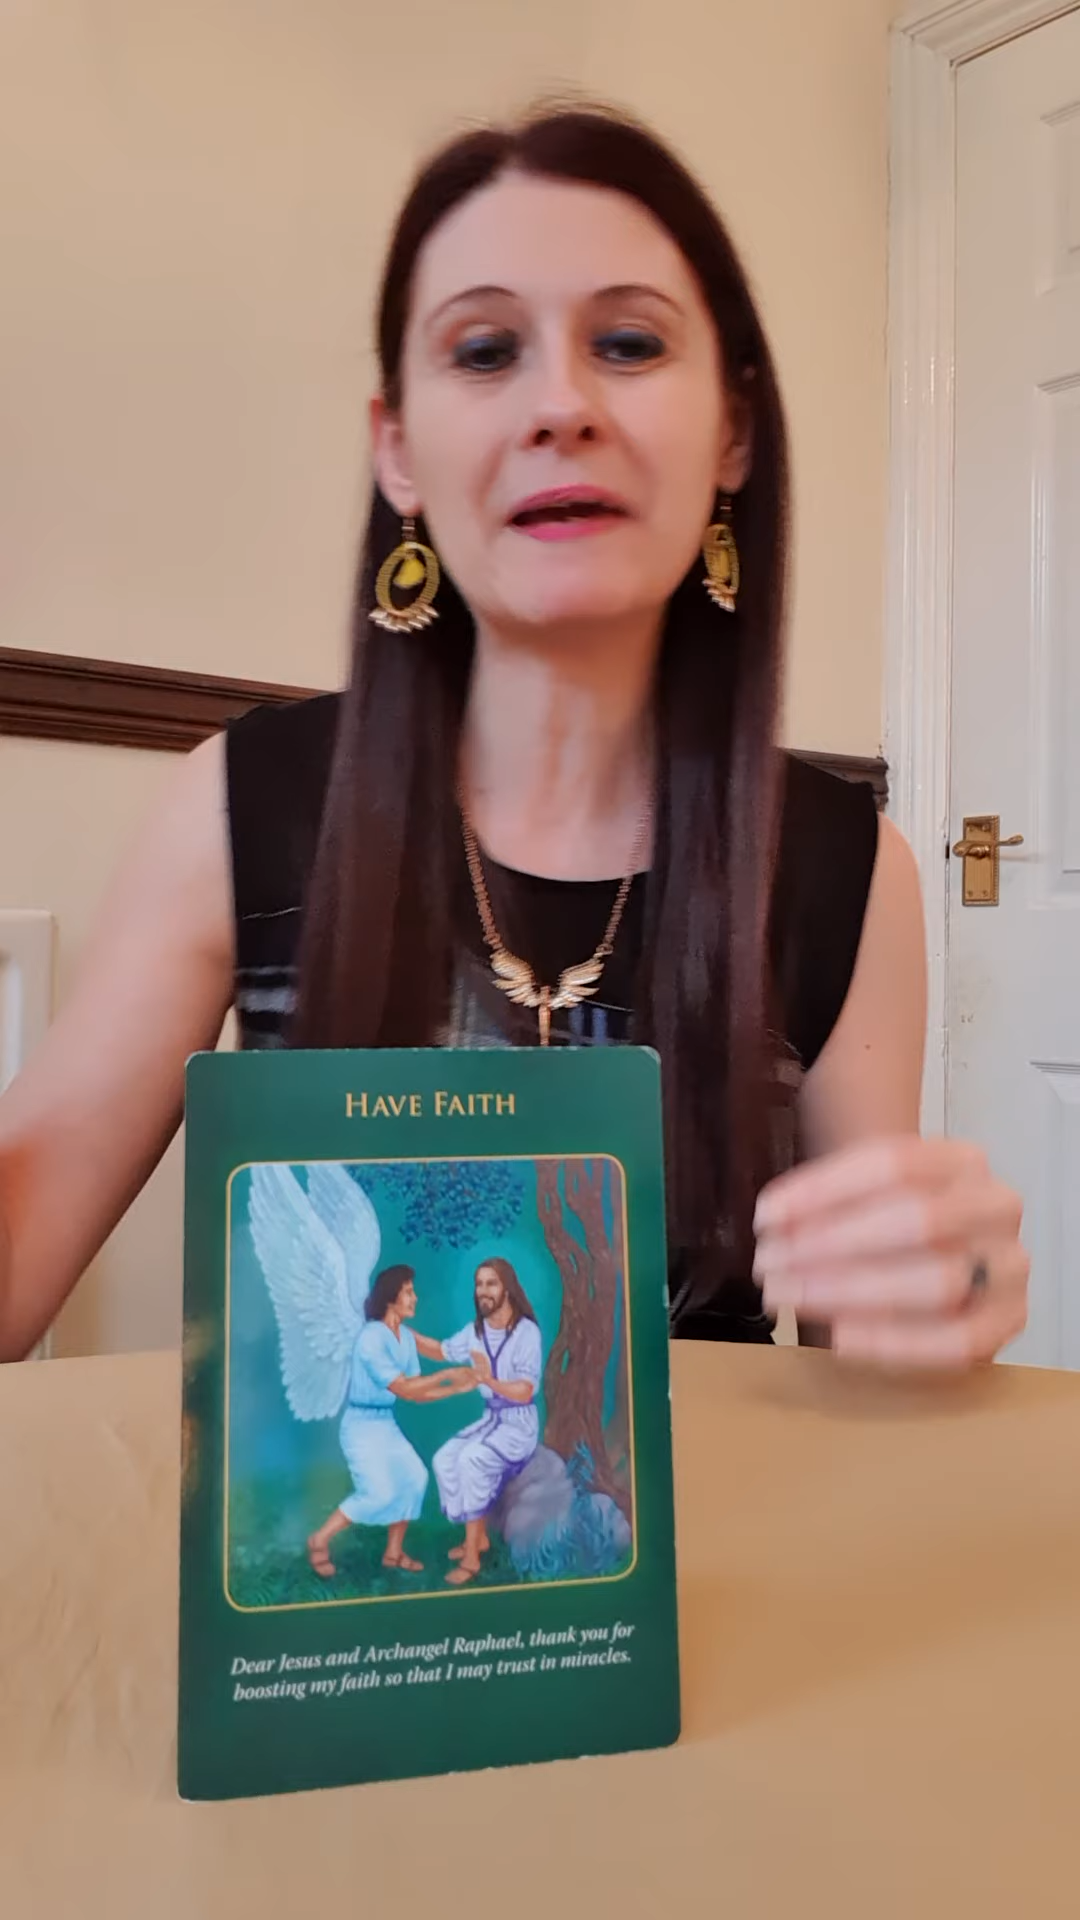 HAVE FAITH
Dear Jesus and Archangel Raphael, thank you for
boosting my faith so that I may trust in miracles.